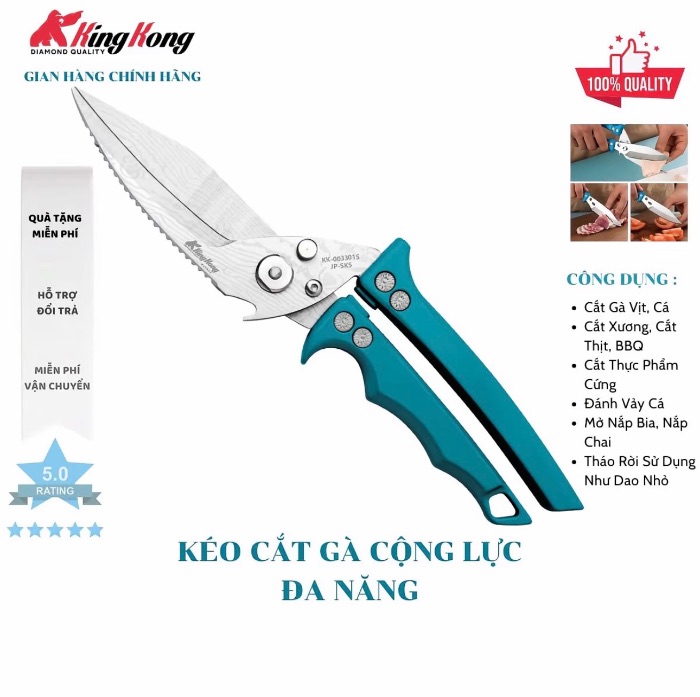 KingKong
DIAMOND QUALITY
GIAN HÀNG CHÍNH HÃNG
100% QUALITY
QUÀ TẶNG
MIỄN PHÍ
HỖ TRỢ
ĐỔI TRẢ
MIỄN PHÍ
VẬN CHUYỂN
5.0
RATING
KingKong
KK-0033015
JP-SK5
CÔNG DỤNG :
• Cắt Gà Vịt, Cá
• Cắt Xương, Cắt
Thịt, BBQ
• Cắt Thực Phẩm
Cứng
• Đánh Vảy Cá
• Mở Nắp Bia, Nắp
Chai
• Tháo Rời Sử Dụng
Như Dao Nhỏ
KÉO CẮT GÀ CỘNG LỰC
ĐA NĂNG